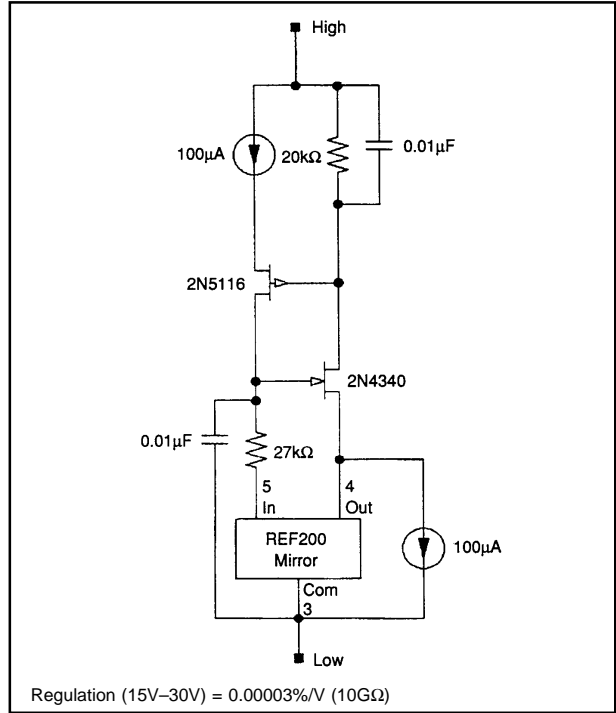 High
100μA
20kΩ
0.01μF
2N5116
2N4340
0.01μF
27kΩ
5
4
In
Out
REF200
Mirror
100μA
Com
3
Low
Regulation (15V–30V) = 0.00003%/V (10GΩ)